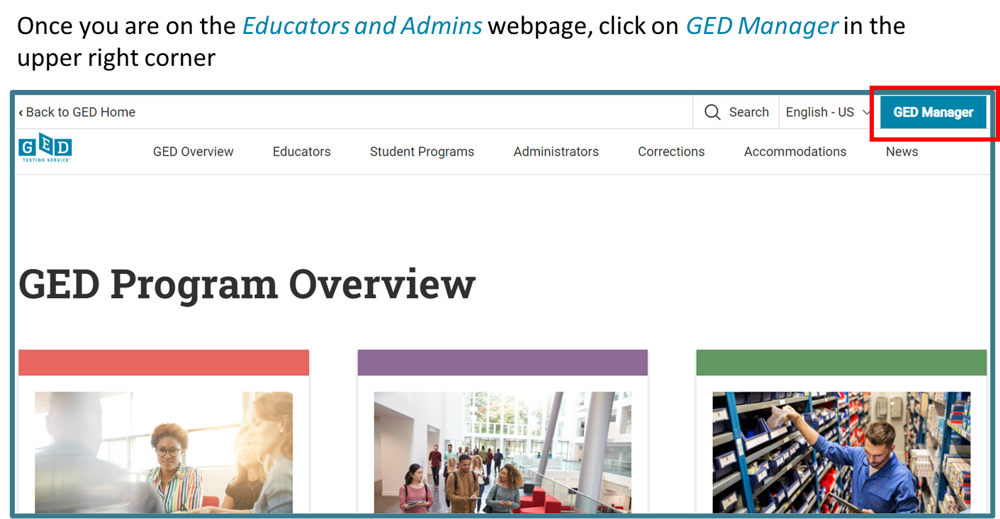 Once you are on the Educators and Admins webpage, click on GED Manager in the
upper right corner
‹ Back to GED Home
Search
English - US
GED Manager
GED
TESTING SERVICE®
GED Overview
Educators
Student Programs
Administrators
Corrections
Accommodations
News
GED Program Overview